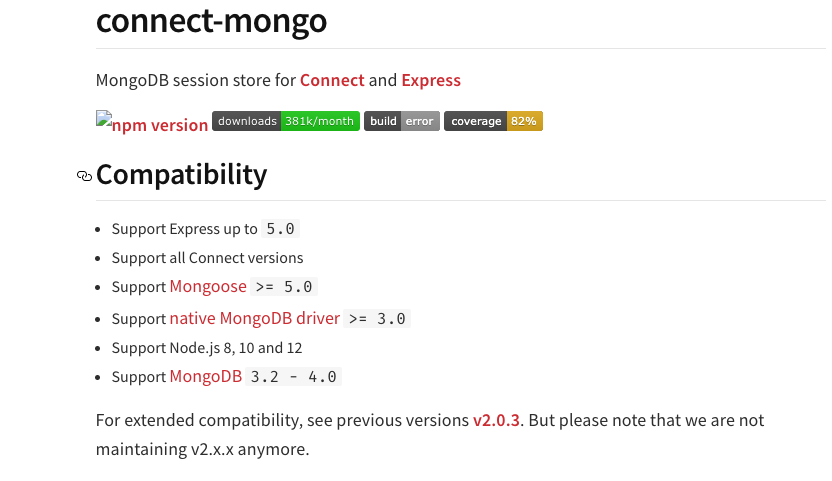 connect-mongo
MongoDB session store for Connect and Express
npm version downloads 381k/month build error coverage 82%
Compatibility
Support Express up to 5.0
Support all Connect versions
Support Mongoose >= 5.0
Support native MongoDB driver >= 3.0
Support Node.js 8, 10 and 12
Support MongoDB 3.2 - 4.0
For extended compatibility, see previous versions v2.0.3. But please note that we are not
maintaining v2.x.x anymore.